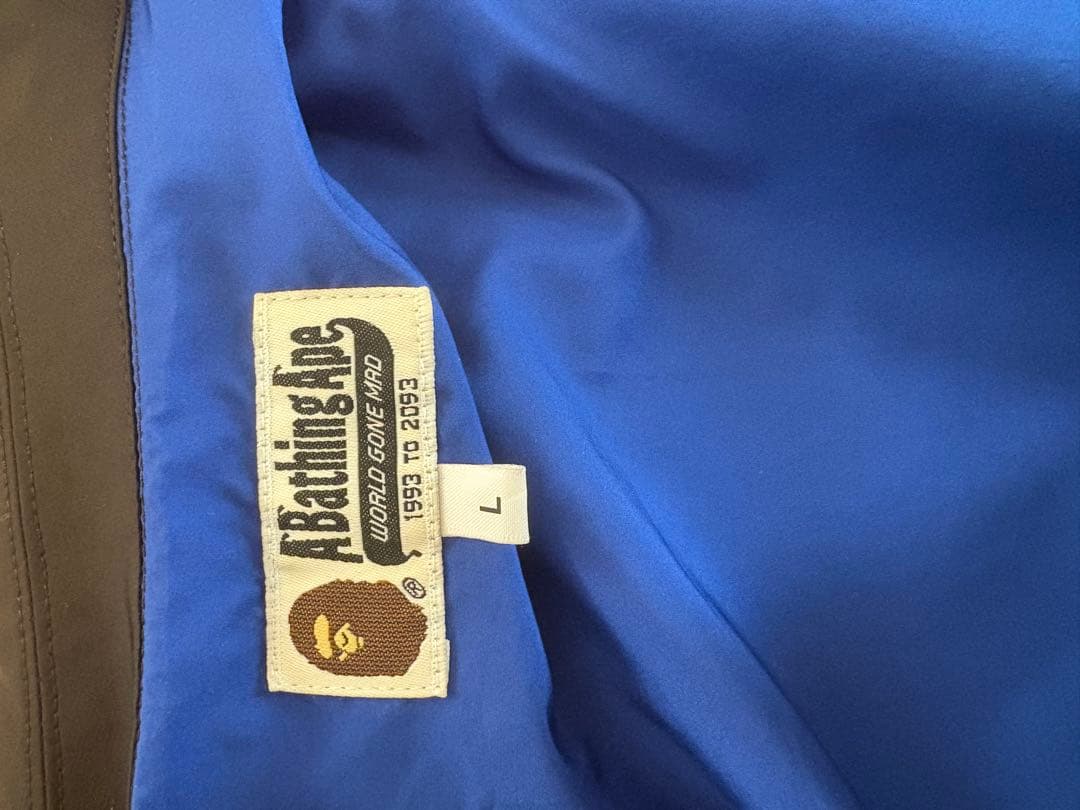 A Bathing Ape
WORLD GONE MAD
1993 TO 2093
®
L